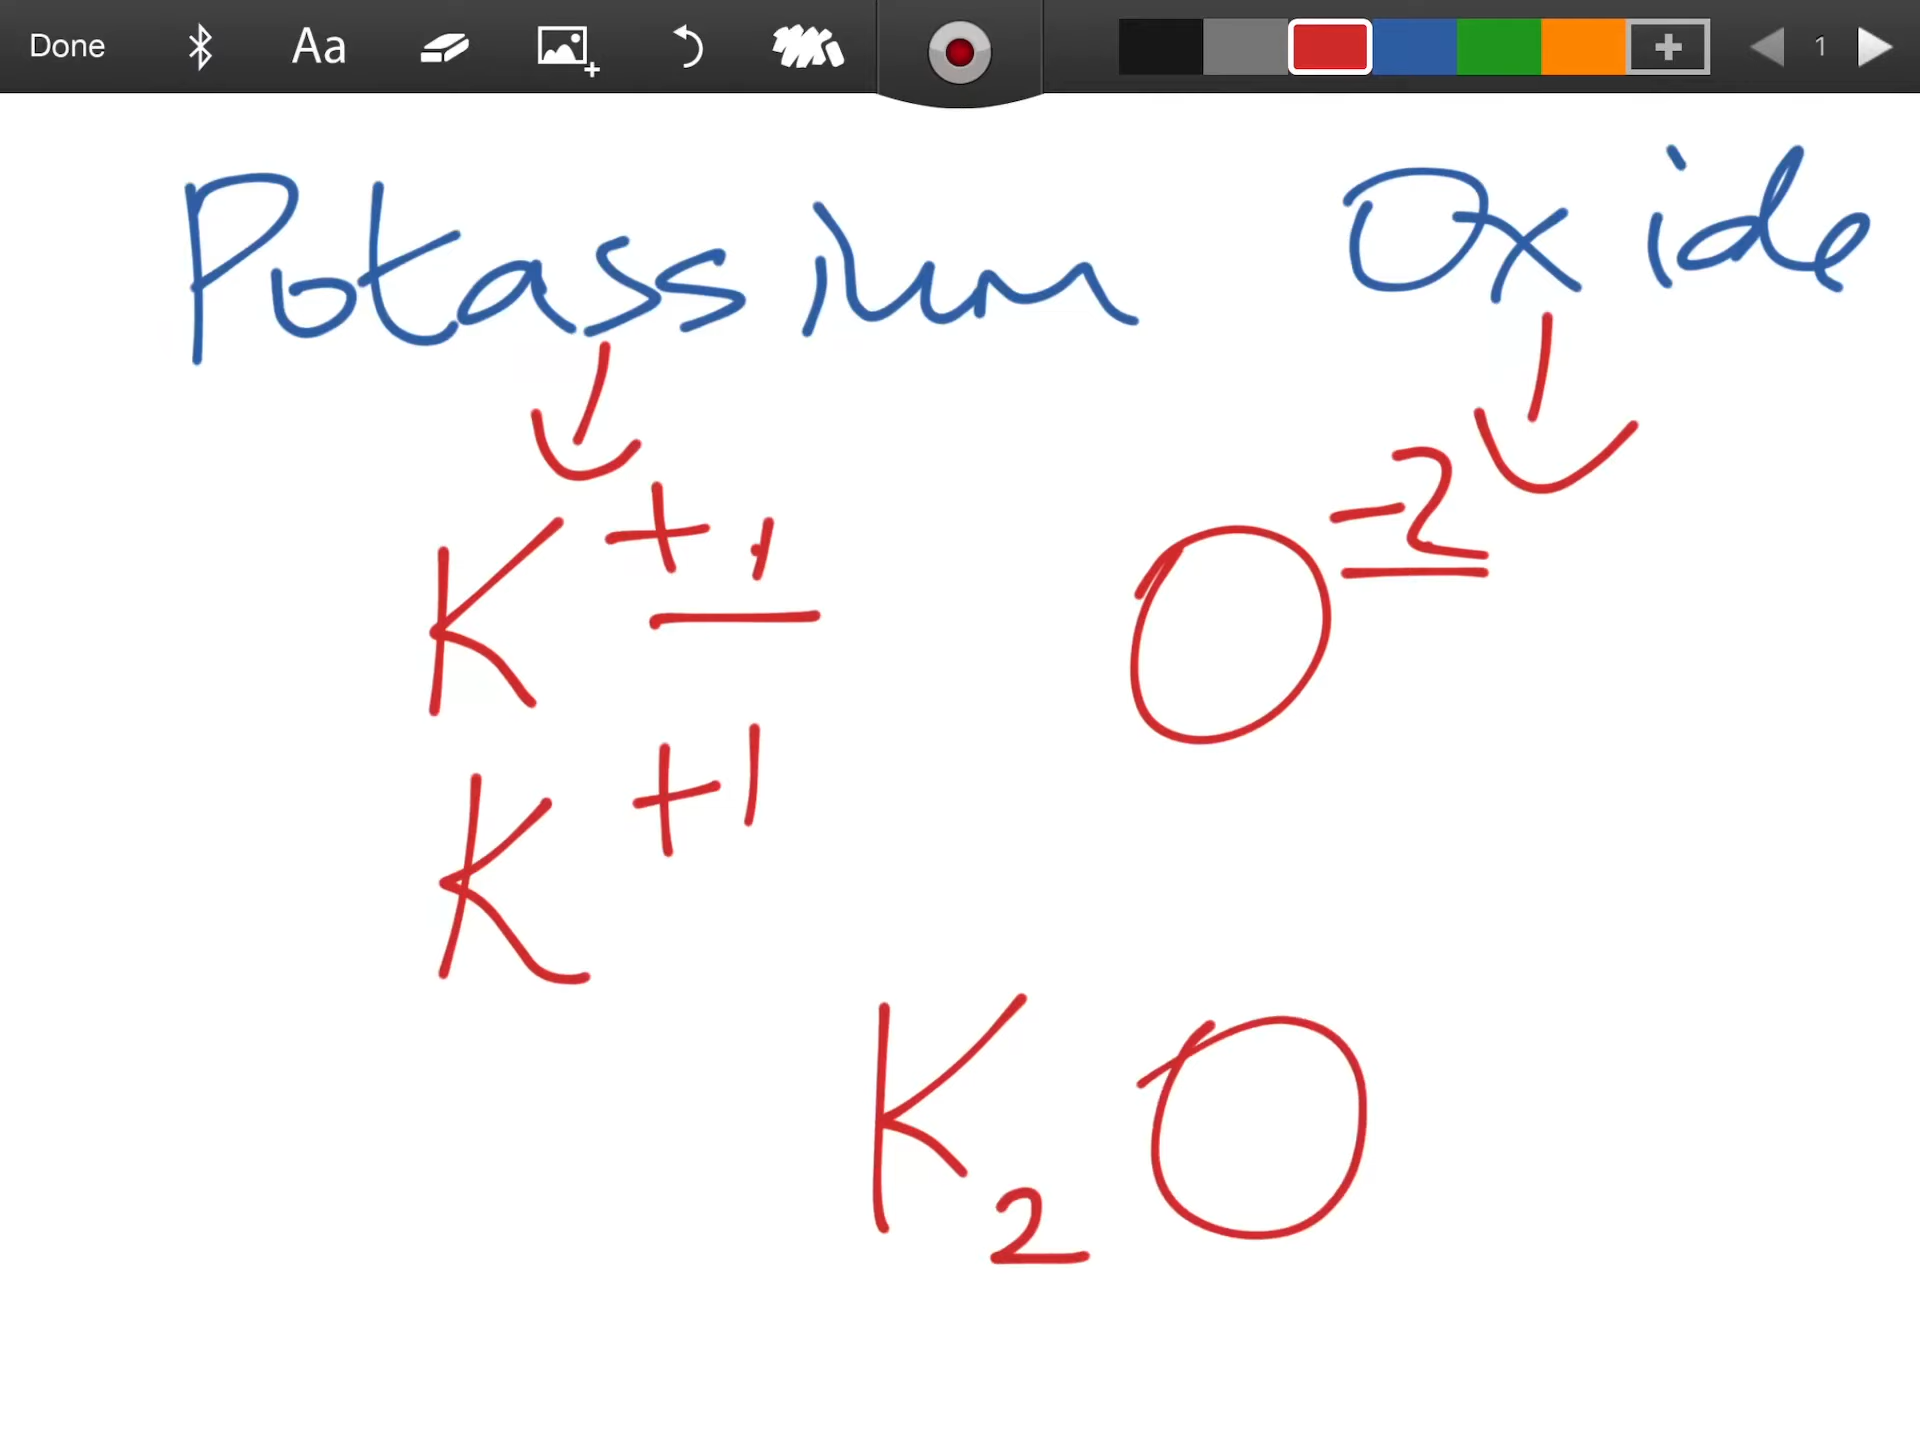 Done Aa 1
Potassium Oxide
K⁺¹ O⁻²
K⁺¹
K₂O